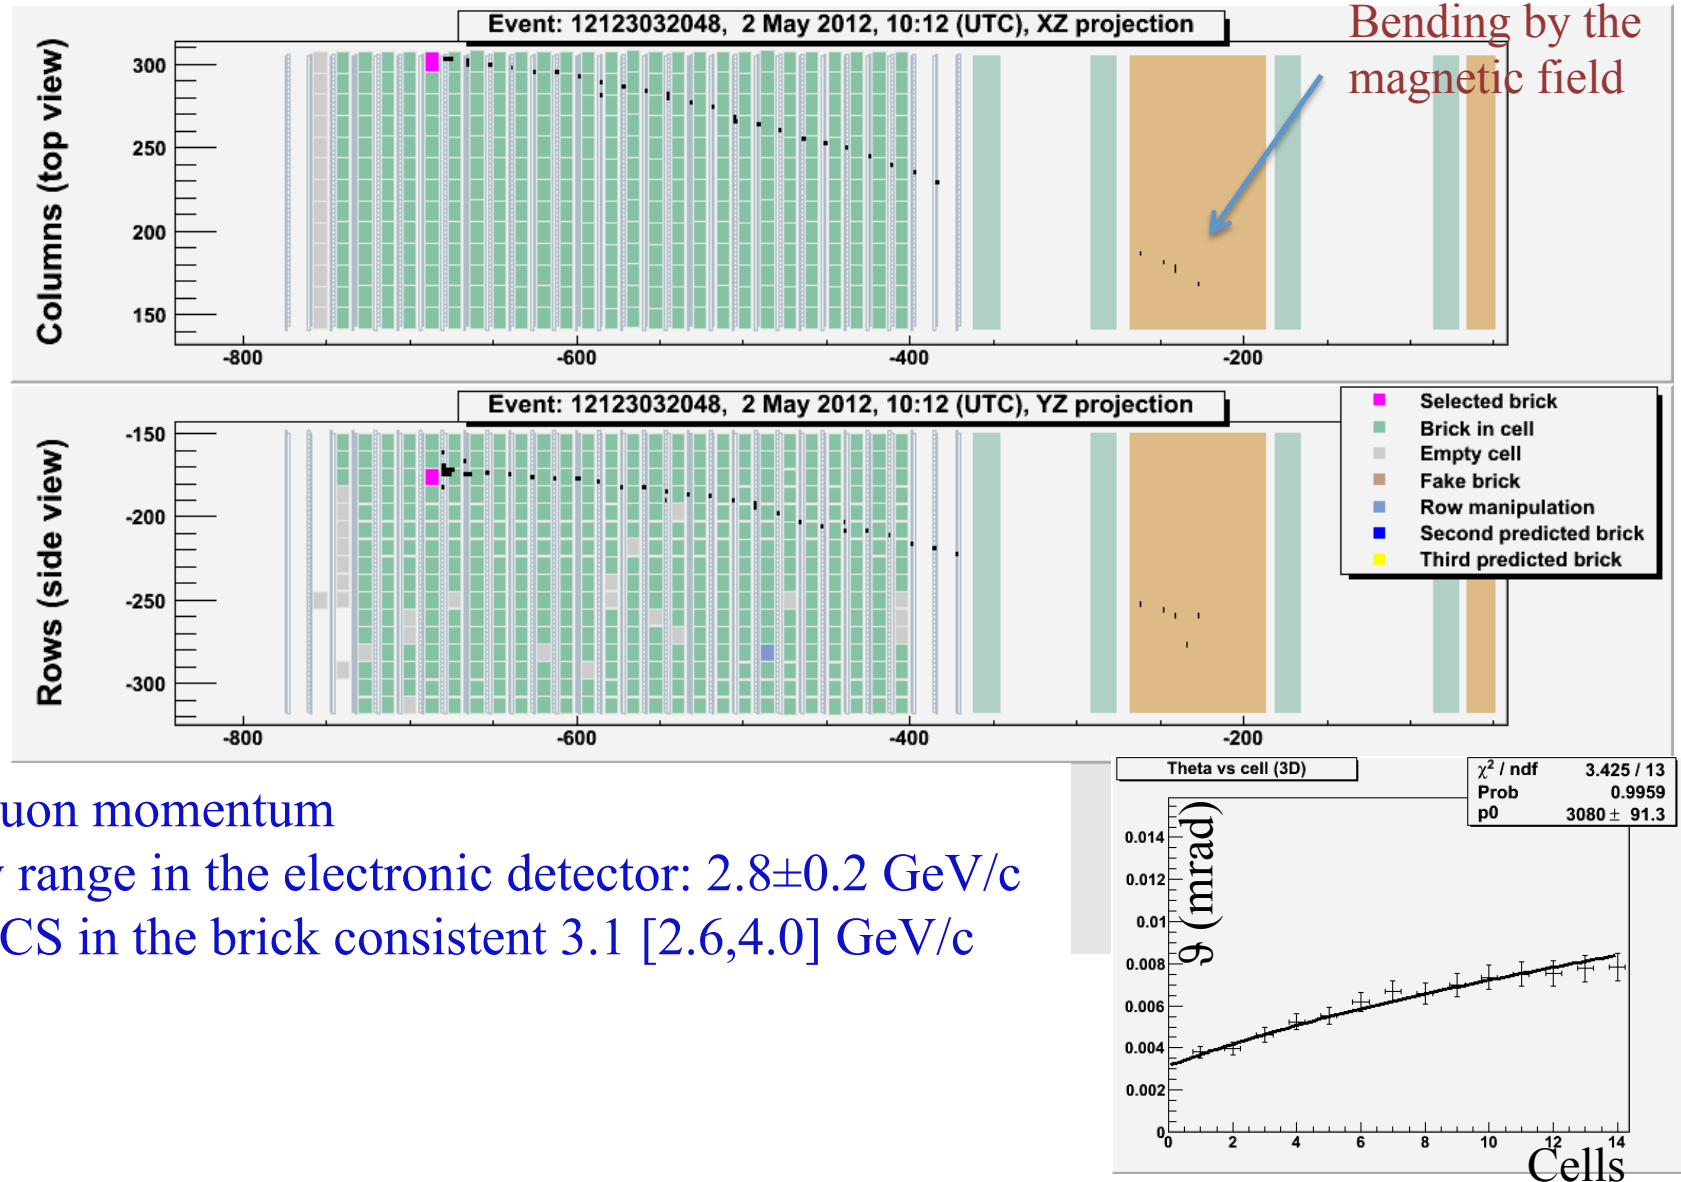 Event: 12123032048, 2 May 2012, 10:12 (UTC), XZ projection
Bending by the
magnetic field
Columns (top view)
300
250
200
150
-800
-600
-400
-200
Event: 12123032048, 2 May 2012, 10:12 (UTC), YZ projection
Rows (side view)
-150
-200
-250
-300
-800
-600
-400
-200
Selected brick
Brick in cell
Empty cell
Fake brick
Row manipulation
Second predicted brick
Third predicted brick
uon momentum
range in the electronic detector: 2.8±0.2 GeV/c
CS in the brick consistent 3.1 [2.6,4.0] GeV/c
Theta vs cell (3D)
χ² / ndf 3.425 / 13
Prob 0.9959
p0 3080 ± 91.3
ϑ (mrad)
0.014
0.012
0.01
0.008
0.006
0.004
0.002
0
0 2 4 6 8 10 12 14
Cells